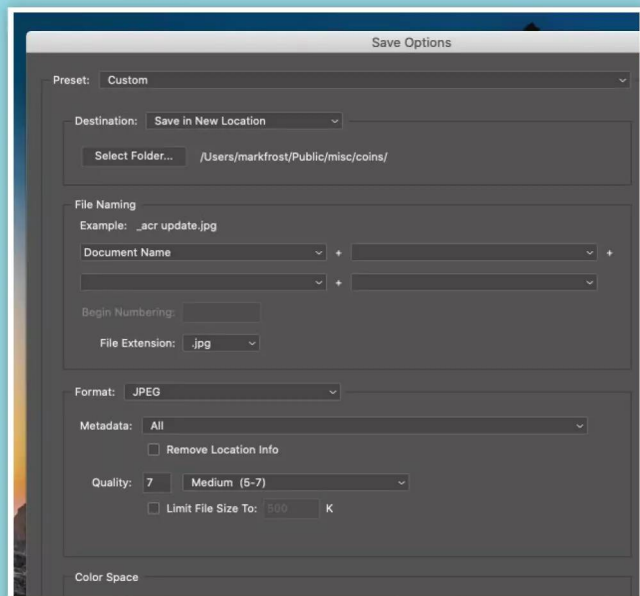 Save Options
Preset: Custom
Destination: Save in New Location
Select Folder... /Users/markfrost/Public/misc/coins/
File Naming
Example: _acr update.jpg
Document Name + +
+
Begin Numbering:
File Extension: .jpg
Format: JPEG
Metadata: All
Remove Location Info
Quality: 7 Medium (5-7)
Limit File Size To: 500 K
Color Space